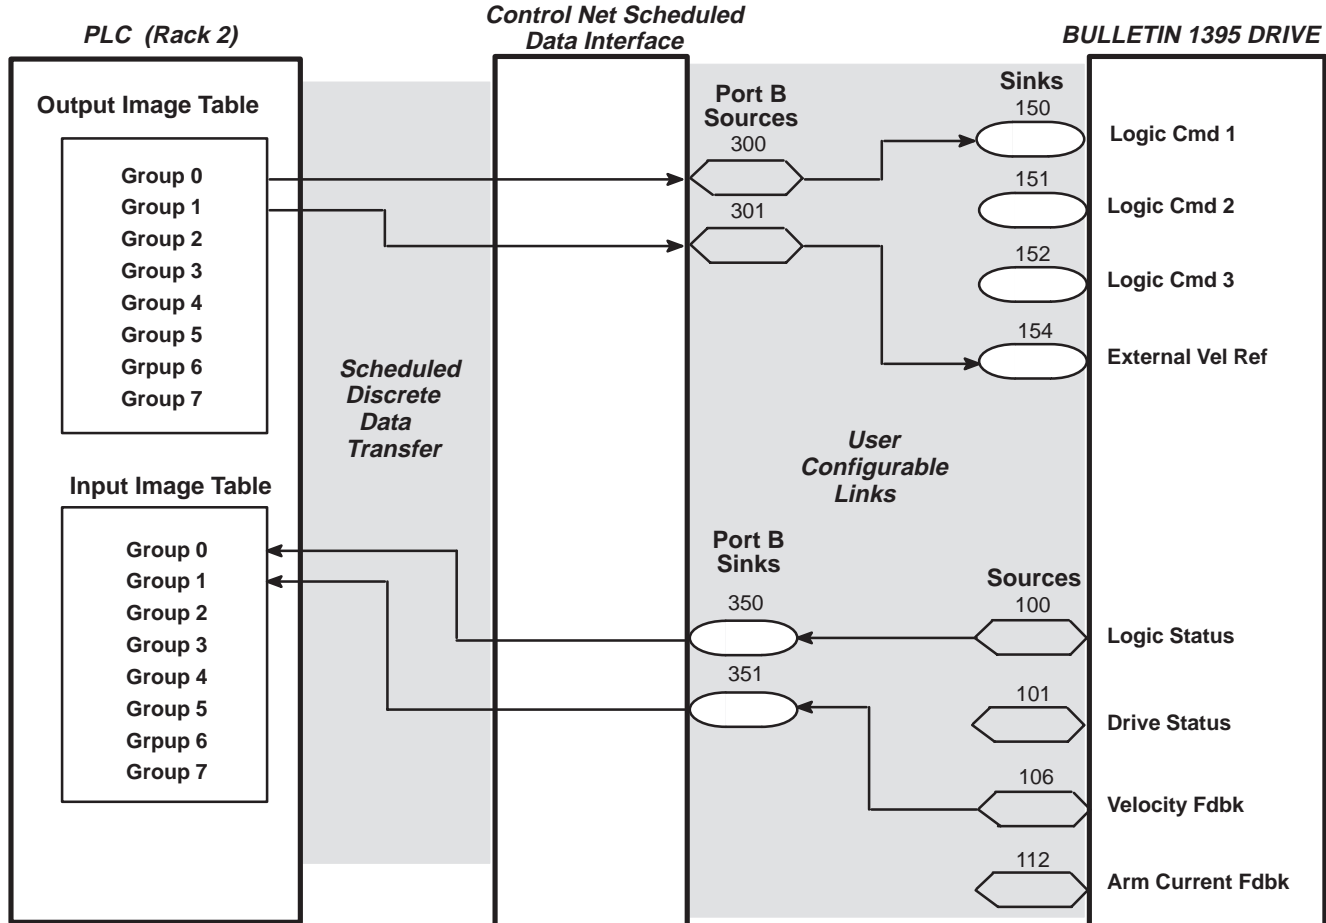 PLC (Rack 2)
Control Net Scheduled
Data Interface
BULLETIN 1395 DRIVE
Output Image Table
Group 0
Group 1
Group 2
Group 3
Group 4
Group 5
Grpup 6
Group 7
Input Image Table
Group 0
Group 1
Group 2
Group 3
Group 4
Group 5
Grpup 6
Group 7
Scheduled
Discrete
Data
Transfer
Port B
Sources
300
301
User
Configurable
Links
Port B
Sinks
350
351
Sinks
150
Logic Cmd 1
151
Logic Cmd 2
152
Logic Cmd 3
154
External Vel Ref
Sources
100
Logic Status
101
Drive Status
106
Velocity Fdbk
112
Arm Current Fdbk